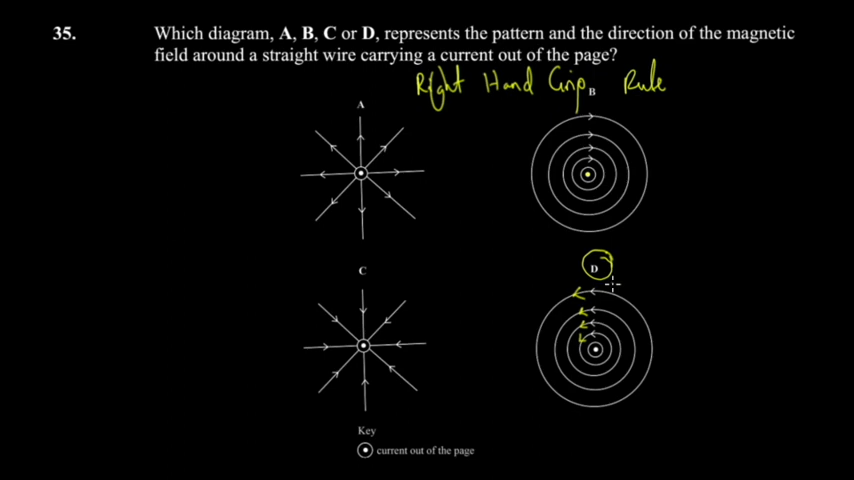 35. Which diagram, A, B, C or D, represents the pattern and the direction of the magnetic
field around a straight wire carrying a current out of the page?
Right Hand Grip Rule
A
B
C
D
Key
current out of the page